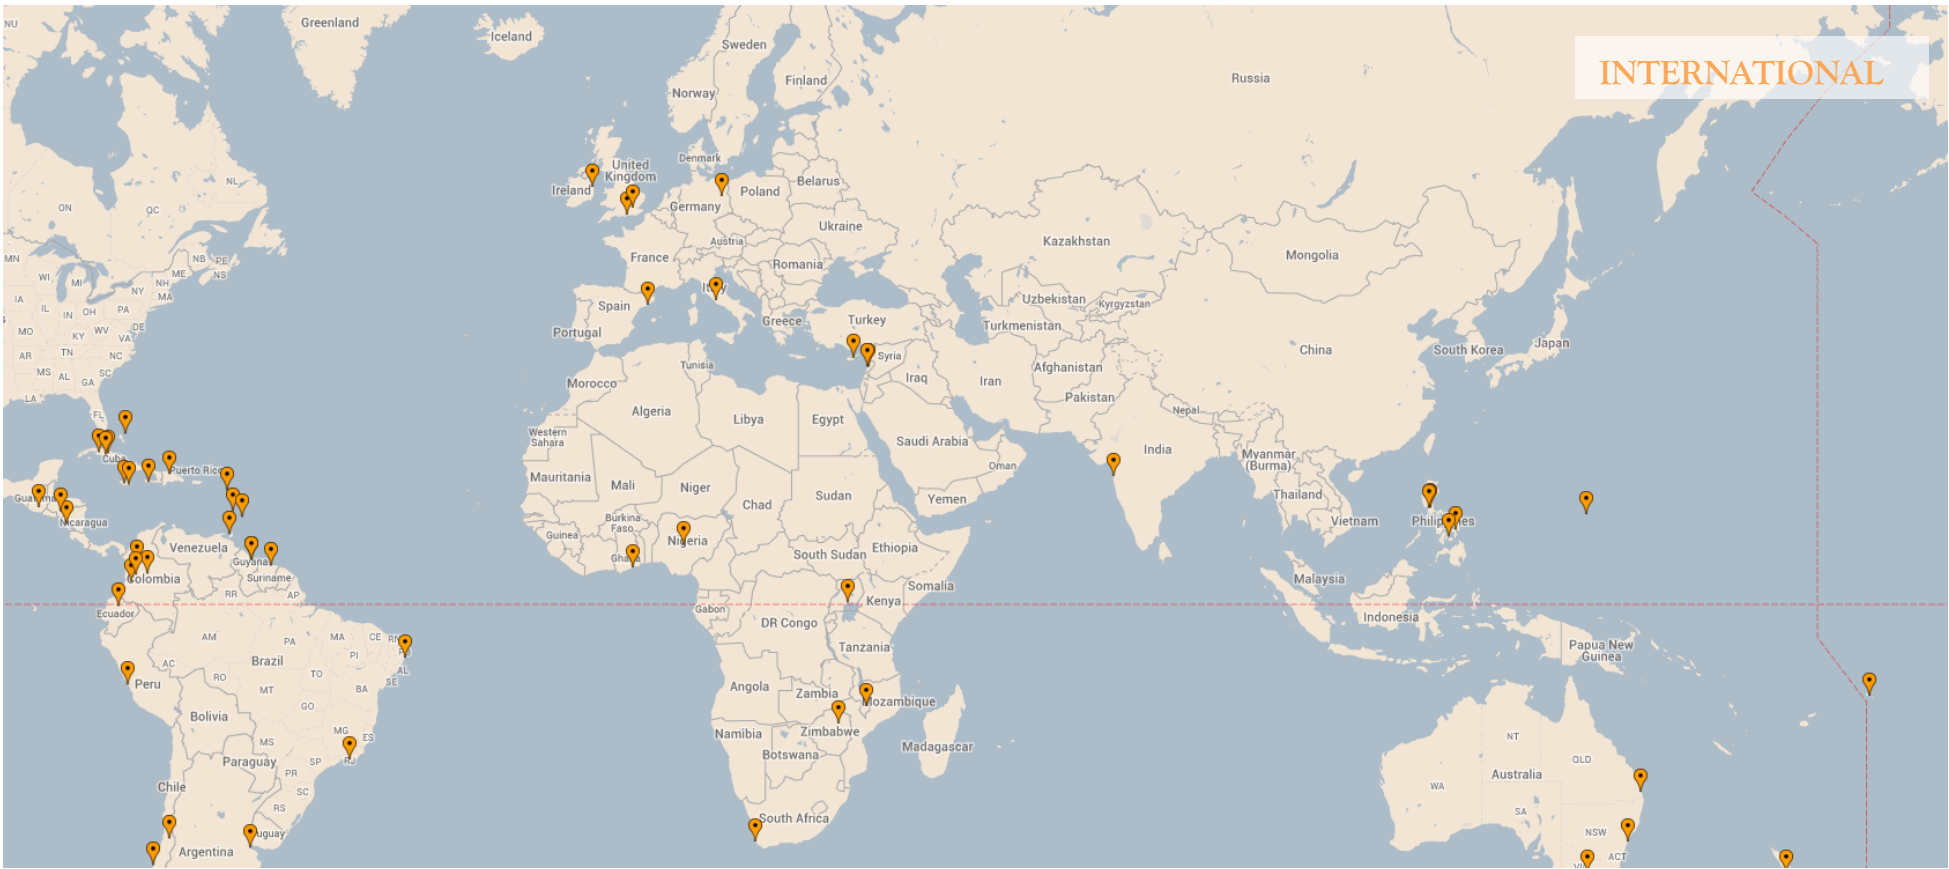 INTERNATIONAL
NU
Greenland
Iceland
Sweden
Finland
Norway
Russia
Denmark
United
Kingdom
Ireland
Poland
Belarus
Germany
Ukraine
Austria
France
Romania
Kazakhstan
Mongolia
NL
ON
QC
NB
PE
NS
ME
MN
WI
MI
NH
NY
MA
IA
IL
IN
OH
PA
MO
KY
WV
VA
DE
AR
TN
NC
MS
AL
GA
SC
LA
FL
Spain
Portugal
Italy
Greece
Turkey
Syria
Uzbekistan
Kyrgyzstan
Turkmenistan
China
South Korea
Japan
Tunisia
Morocco
Algeria
Libya
Egypt
Iraq
Iran
Afghanistan
Pakistan
Nepal
India
Western
Sahara
Saudi Arabia
Oman
Yemen
Myanmar
(Burma)
Thailand
Vietnam
Philippines
Cuba
Puerto Rico
Nicaragua
Mauritania
Mali
Niger
Chad
Sudan
Burkina
Faso
Guinea
Ghana
Nigeria
South Sudan
Ethiopia
Somalia
Kenya
Venezuela
Guyana
Suriname
Colombia
Ecuador
RR
AP
Gabon
DR Congo
Tanzania
Malaysia
Indonesia
Papua New
Guinea
AM
PA
MA
CE
RN
PB
PI
AL
SE
AC
RO
TO
BA
MT
GO
Brazil
Peru
Bolivia
MG
ES
MS
SP
RJ
Paraguay
PR
SC
RS
Chile
Uruguay
Argentina
Angola
Zambia
Mozambique
Zimbabwe
Namibia
Botswana
Madagascar
South Africa
NT
QLD
WA
Australia
SA
NSW
ACT